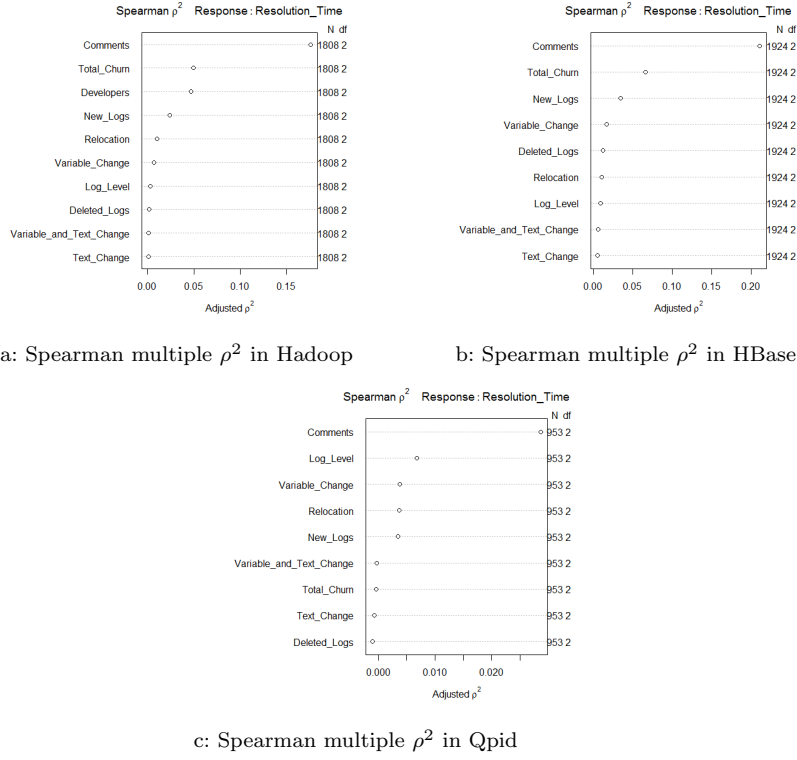 Spearman ρ² Response : Resolution_Time
N df
Comments 1808 2
Total_Churn 1808 2
Developers 1808 2
New_Logs 1808 2
Relocation 1808 2
Variable_Change 1808 2
Log_Level 1808 2
Deleted_Logs 1808 2
Variable_and_Text_Change 1808 2
Text_Change 1808 2
0.00 0.05 0.10 0.15
Adjusted ρ²
a: Spearman multiple ρ² in Hadoop
Spearman ρ² Response : Resolution_Time
N df
Comments 1924 2
Total_Churn 1924 2
New_Logs 1924 2
Variable_Change 1924 2
Deleted_Logs 1924 2
Relocation 1924 2
Log_Level 1924 2
Variable_and_Text_Change 1924 2
Text_Change 1924 2
0.00 0.05 0.10 0.15 0.20
Adjusted ρ²
b: Spearman multiple ρ² in HBase
Spearman ρ² Response : Resolution_Time
N df
Comments 953 2
Log_Level 953 2
Variable_Change 953 2
Relocation 953 2
New_Logs 953 2
Variable_and_Text_Change 953 2
Total_Churn 953 2
Text_Change 953 2
Deleted_Logs 953 2
0.000 0.010 0.020
Adjusted ρ²
c: Spearman multiple ρ² in Qpid